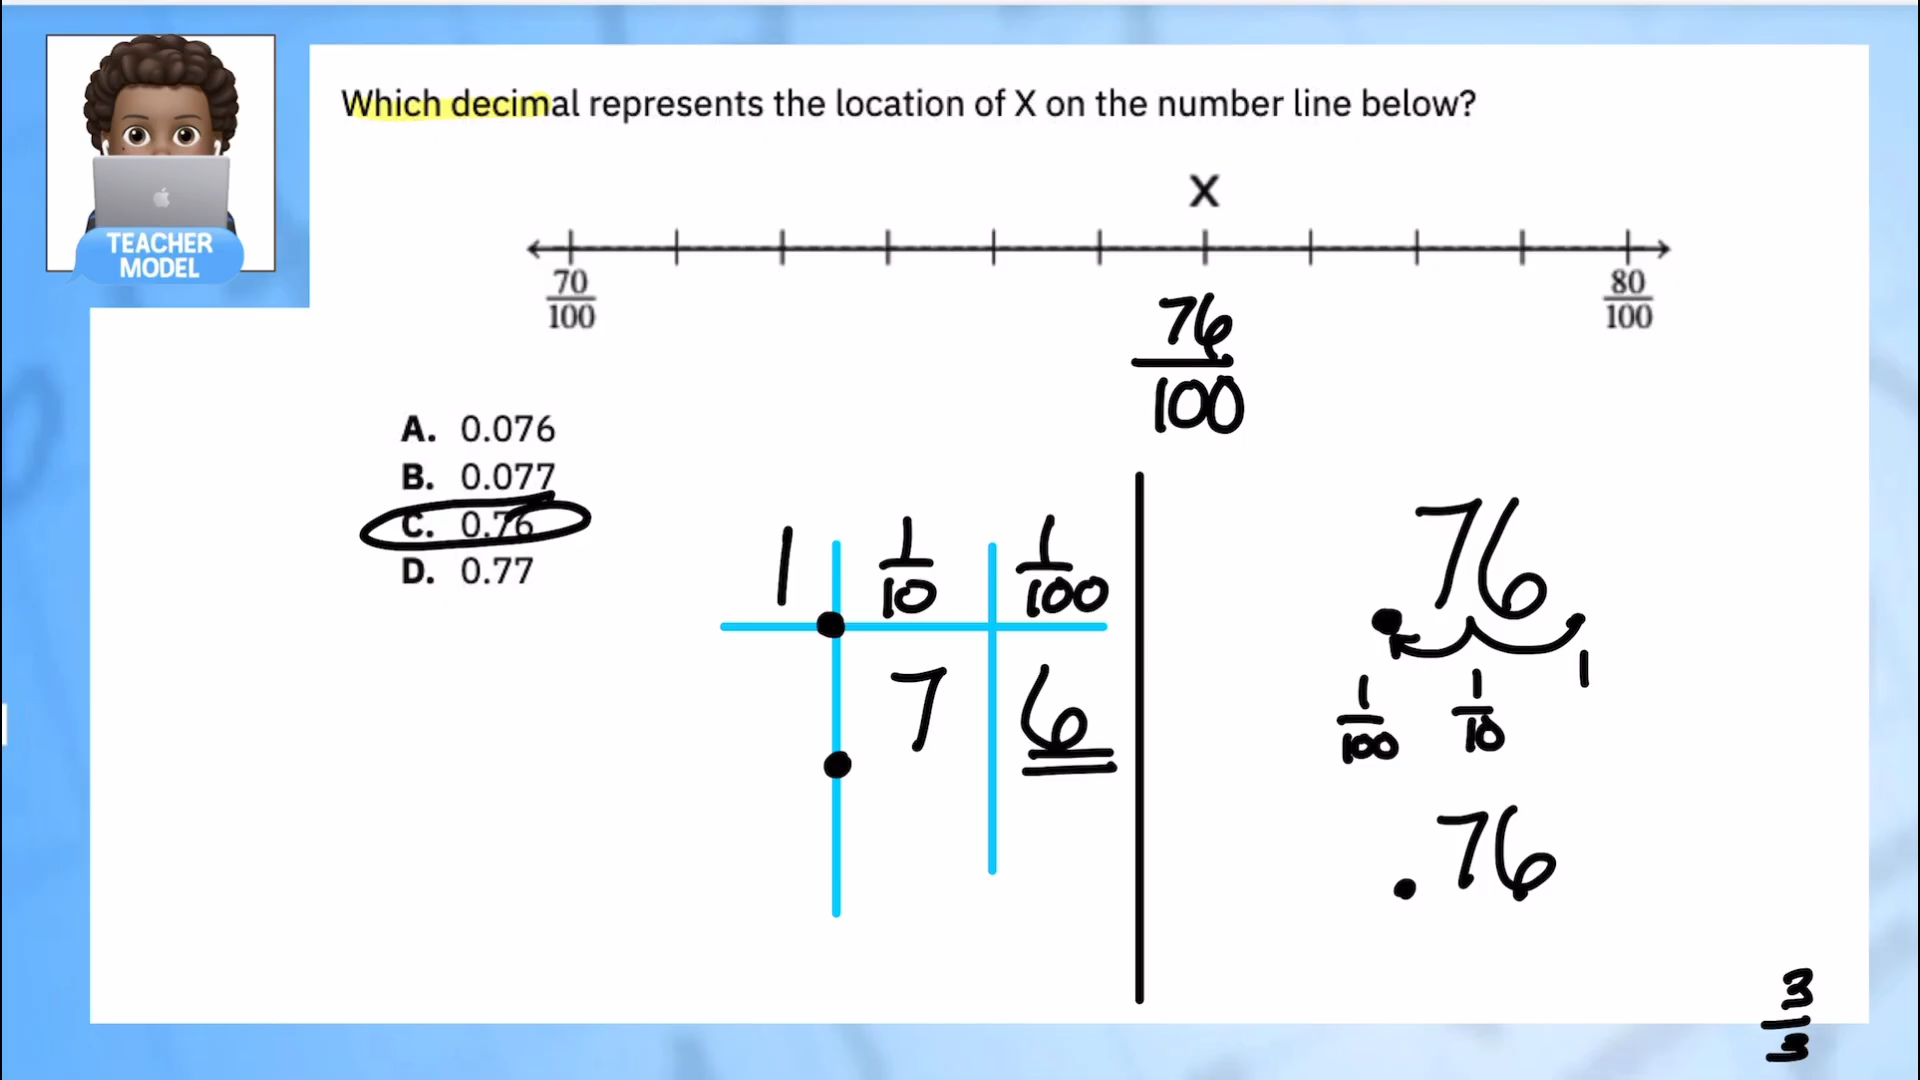 Which decimal represents the location of X on the number line below?
TEACHER
MODEL
X
70
100
80
100
76
100
A. 0.076
B. 0.077
C. 0.76
D. 0.77
1 1/10 1/100
7 6
76
1/100 1/10 1
.76
3
3